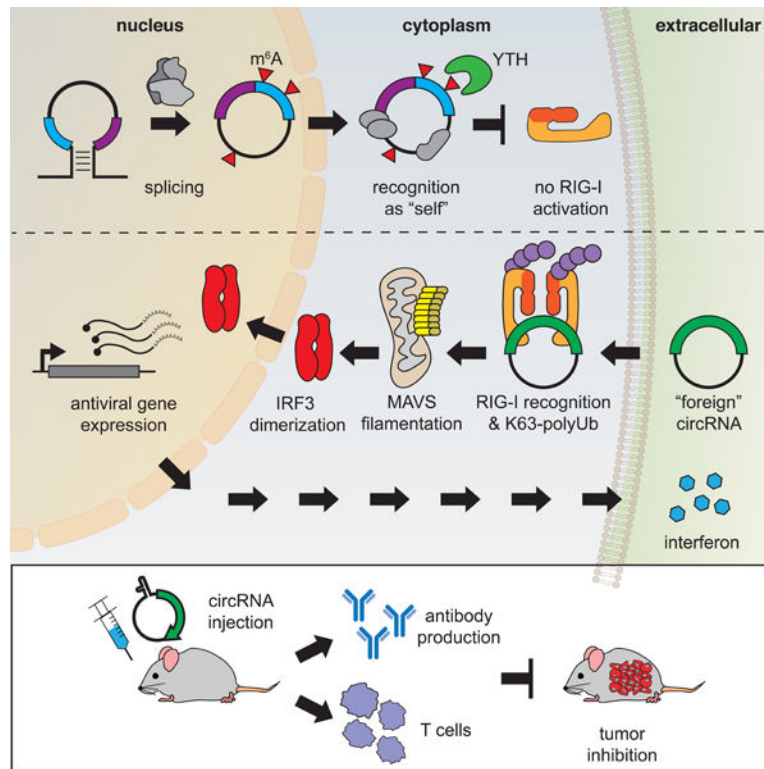 nucleus
cytoplasm
extracellular
m⁶A
YTH
splicing
recognition
as "self"
no RIG-I
activation
antiviral gene
expression
IRF3
dimerization
MAVS
filamentation
RIG-I recognition
& K63-polyUb
"foreign"
circRNA
interferon
circRNA
injection
antibody
production
T cells
tumor
inhibition